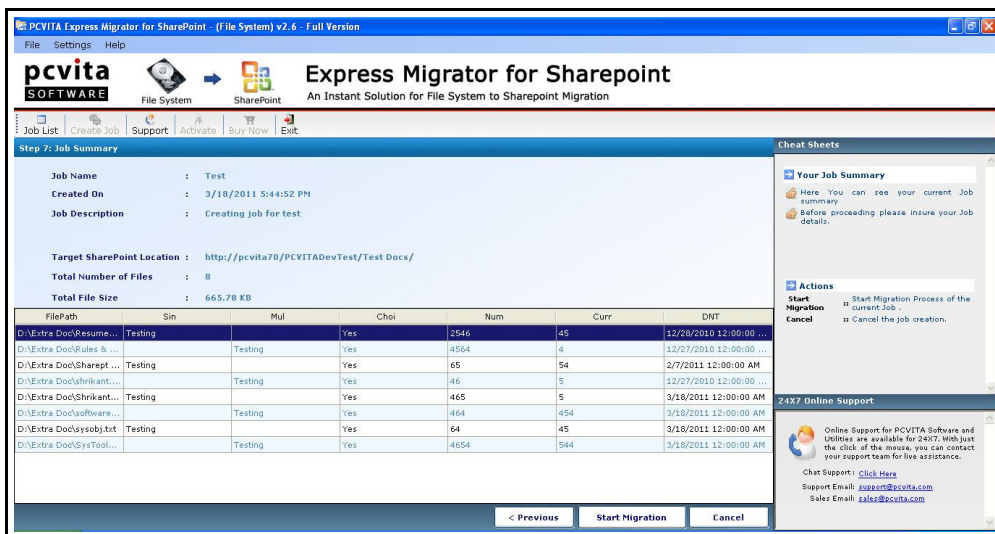 PCVITA Express Migrator for SharePoint - (File System) v2.6 - Full Version
File Settings Help
pcvita
SOFTWARE
File System
SharePoint
Express Migrator for Sharepoint
An Instant Solution for File System to Sharepoint Migration
Job List Create Job Support Activate Buy Now Exit
Step 7: Job Summary
Job Name : Test
Created On : 3/18/2011 5:44:52 PM
Job Description : Creating job for test
Target SharePoint Location : http://pcvita70/PCVITADevTest/Test Docs/
Total Number of Files : 8
Total File Size : 665.78 KB
FilePath Sin Mul Choi Num Curr DNT
D:\Extra Doc\Resume... Testing Yes 2546 45 12/28/2010 12:00:00 ...
D:\Extra Doc\Rules & ... Testing Yes 4564 4 12/27/2010 12:00:00 ...
D:\Extra Doc\Sharept ... Testing Yes 65 54 2/7/2011 12:00:00 AM
D:\Extra Doc\shrikant.... Testing Yes 46 5 12/27/2010 12:00:00 ...
D:\Extra Doc\Shrikant... Testing Yes 465 5 3/18/2011 12:00:00 AM
D:\Extra Doc\software... Testing Yes 464 454 3/18/2011 12:00:00 AM
D:\Extra Doc\sysobj.txt Testing Yes 64 45 3/18/2011 12:00:00 AM
D:\Extra Doc\SysTool... Testing Yes 4654 544 3/18/2011 12:00:00 AM
< Previous Start Migration Cancel
Cheat Sheets
Your Job Summary
Here You can see your current Job
summary
Before proceeding please insure your Job
details.
Actions
Start Migration :: Start Migration Process of the
current Job .
Cancel :: Cancel the job creation.
24X7 Online Support
Online Support for PCVITA Software and
Utilities are available for 24X7. With just
the click of the mouse, you can contact
your support team for live assistance.
Chat Support : Click Here
Support Email: support@pcvita.com
Sales Email: sales@pcvita.com